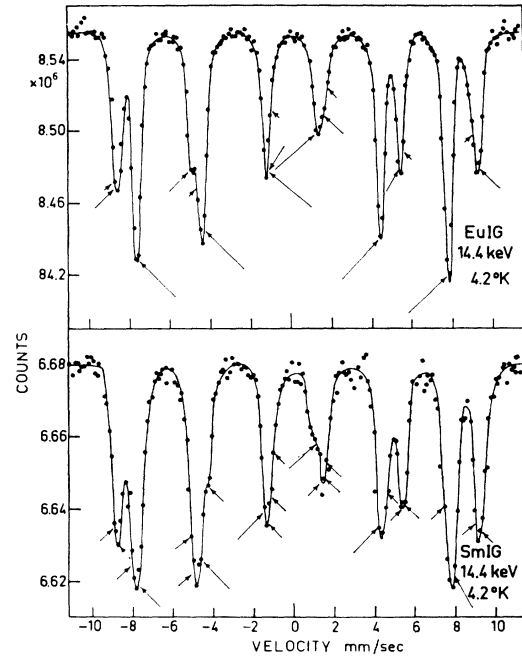 8.54
×10⁶
8.50
8.46
84.2
EuIG
14.4 keV
4.2°K
COUNTS
6.68
6.66
6.64
6.62
SmIG
14.4 keV
4.2°K
-10 -8 -6 -4 -2 0 2 4 6 8 10
VELOCITY mm/sec